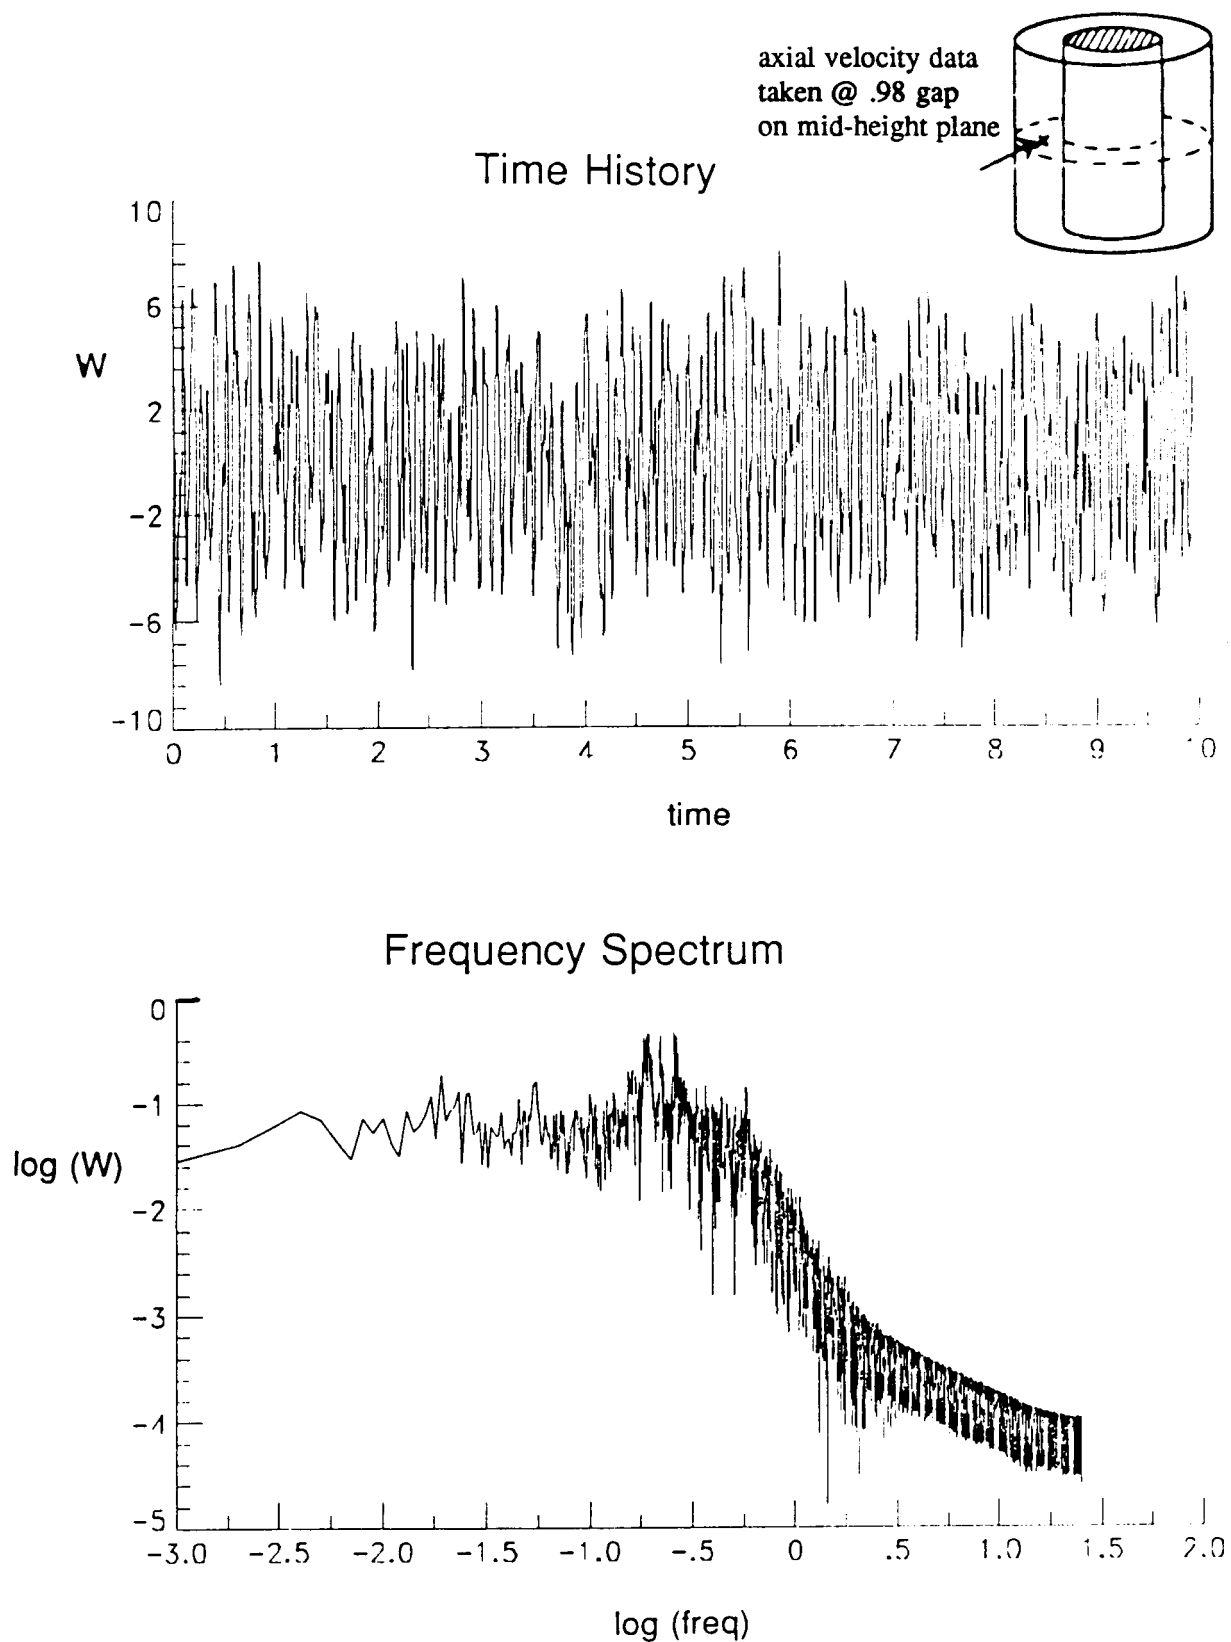 axial velocity data
taken @ .98 gap
on mid-height plane
Time History
10
6
W
2
-2
-6
-10
0 1 2 3 4 5 6 7 8 9 10
time
Frequency Spectrum
0
-1
log (W)
-2
-3
-4
-5
-3.0 -2.5 -2.0 -1.5 -1.0 -.5 0 .5 1.0 1.5 2.0
log (freq)